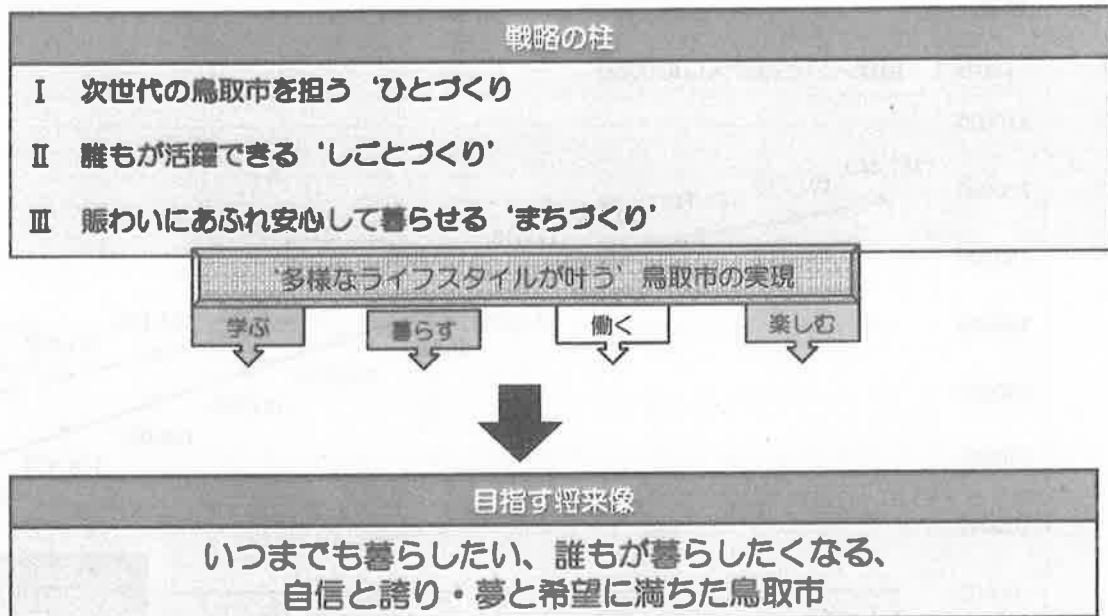 戦略の柱
Ⅰ 次世代の鳥取市を担う ‘ひとづくり
Ⅱ 誰もが活躍できる ‘しごとづくり’
Ⅲ 賑わいにあふれ安心して暮らせる ‘まちづくり’
‘多様なライフスタイルが叶う’ 鳥取市の実現
学ぶ 暮らす 働く 楽しむ
目指す将来像
いつまでも暮らしたい、誰もが暮らしたくなる、
自信と誇り・夢と希望に満ちた鳥取市